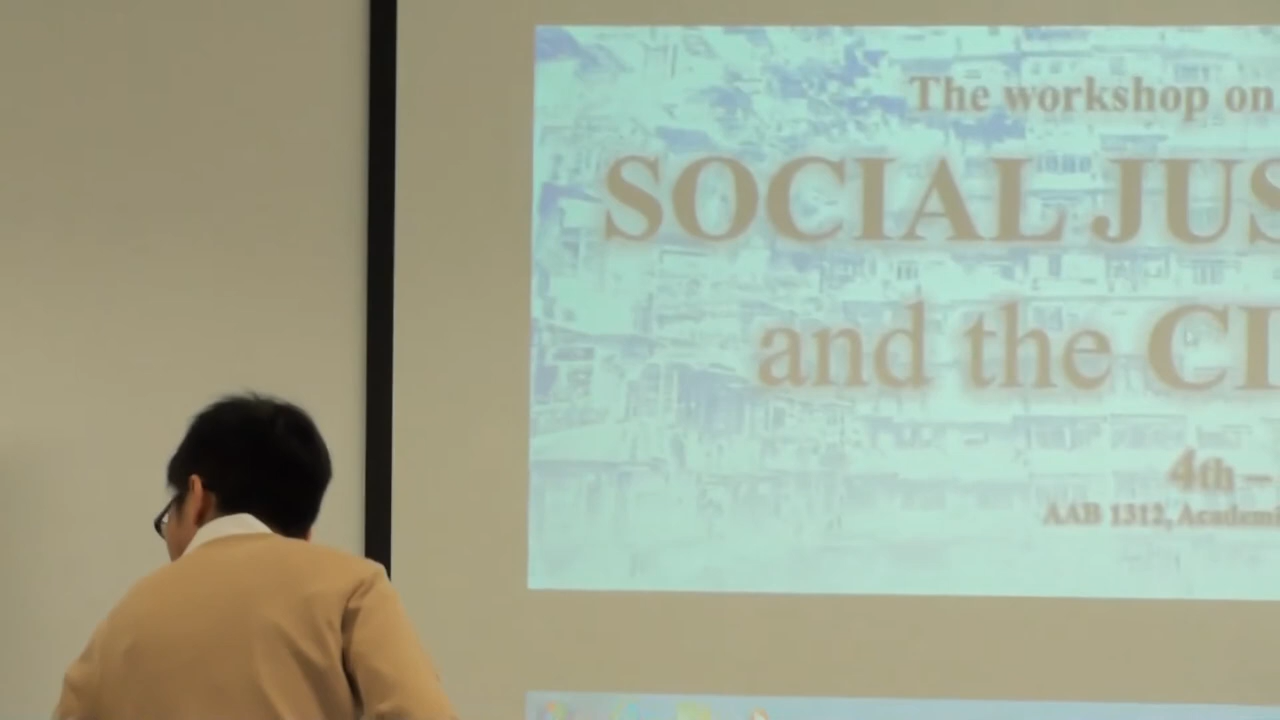 The workshop on
SOCIAL JUS
and the CI
4th –
AAB 1312, Academi